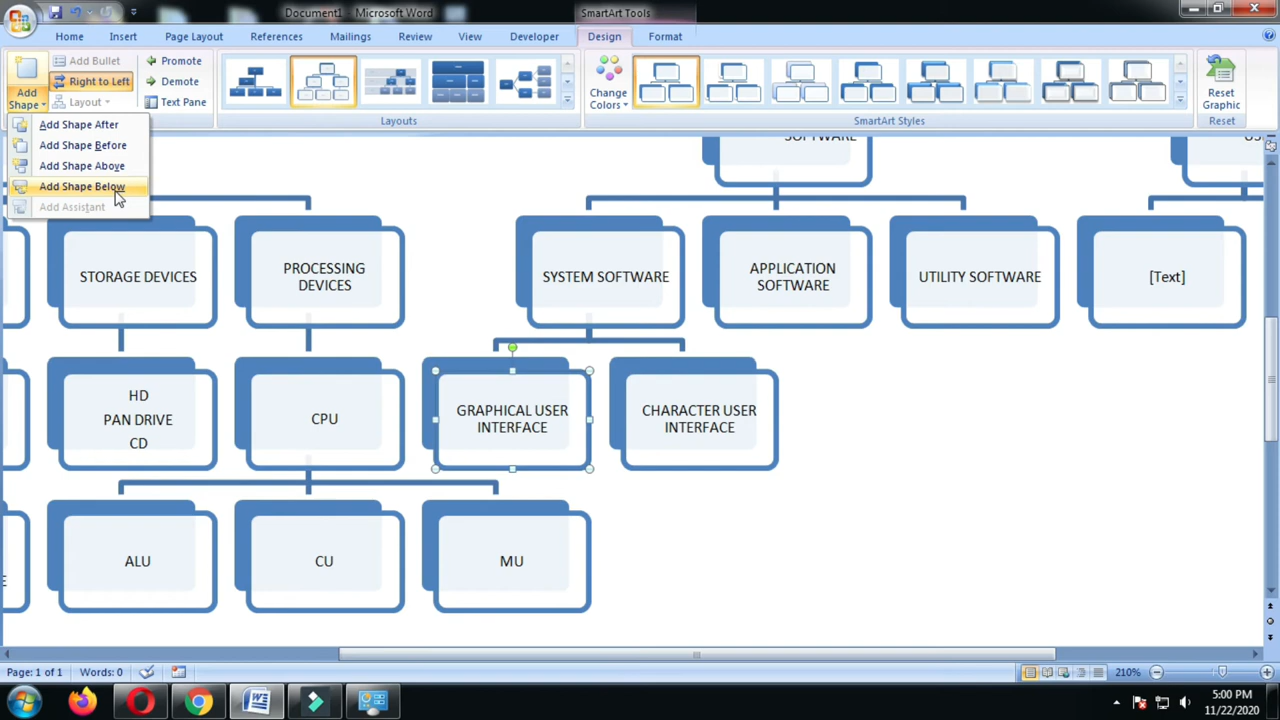 Document1 - Microsoft Word
SmartArt Tools
Home
Insert
Page Layout
References
Mailings
Review
View
Developer
Design
Format
Add Shape
Add Bullet
Right to Left
Layout
Promote
Demote
Text Pane
Layouts
Change Colors
SmartArt Styles
Reset Graphic
Reset
Add Shape After
Add Shape Before
Add Shape Above
Add Shape Below
Add Assistant
STORAGE DEVICES
PROCESSING
DEVICES
SYSTEM SOFTWARE
APPLICATION
SOFTWARE
UTILITY SOFTWARE
[Text]
HD
PAN DRIVE
CD
CPU
GRAPHICAL USER
INTERFACE
CHARACTER USER
INTERFACE
ALU
CU
MU
Page: 1 of 1
Words: 0
210%
5:00 PM
11/22/2020